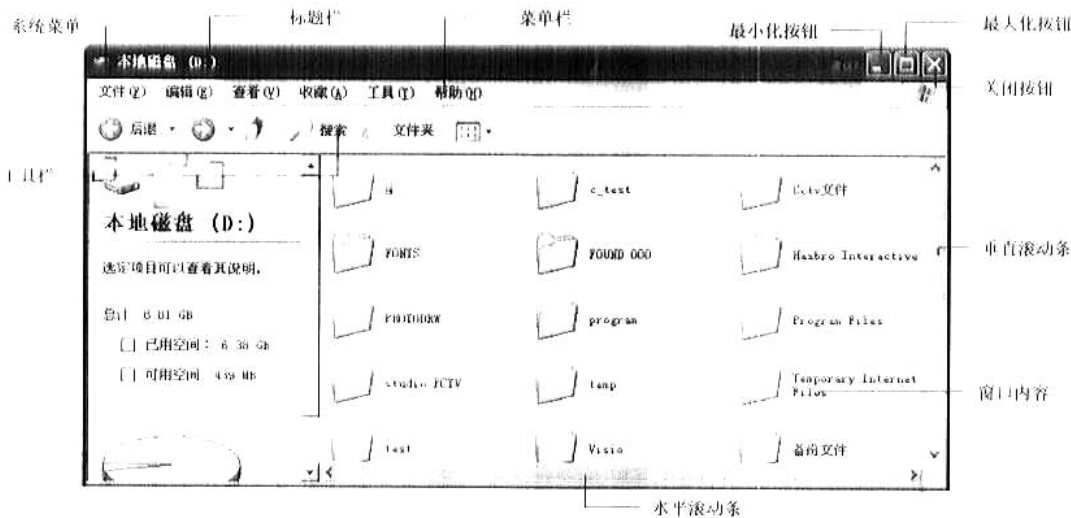 系统菜单
标题栏
菜单栏
最小化按钮
最大化按钮
本地磁盘 (D:)
关闭按钮
文件(F) 编辑(E) 查看(V) 收藏(A) 工具(T) 帮助(H)
后退 搜索 文件夹
工具栏
本地磁盘 (D:)
选定项目可以查看其说明。
总计
已用空间: 6.38 GB
可用空间 MB
c_test
Cctv文件
FONTS
FOUND 000
Hasbro Interactive
PHOTODRW
program
Program Files
studio PCTV
temp
Temporary Internet Files
test
Visio
备份文件
垂直滚动条
窗口内容
水平滚动条